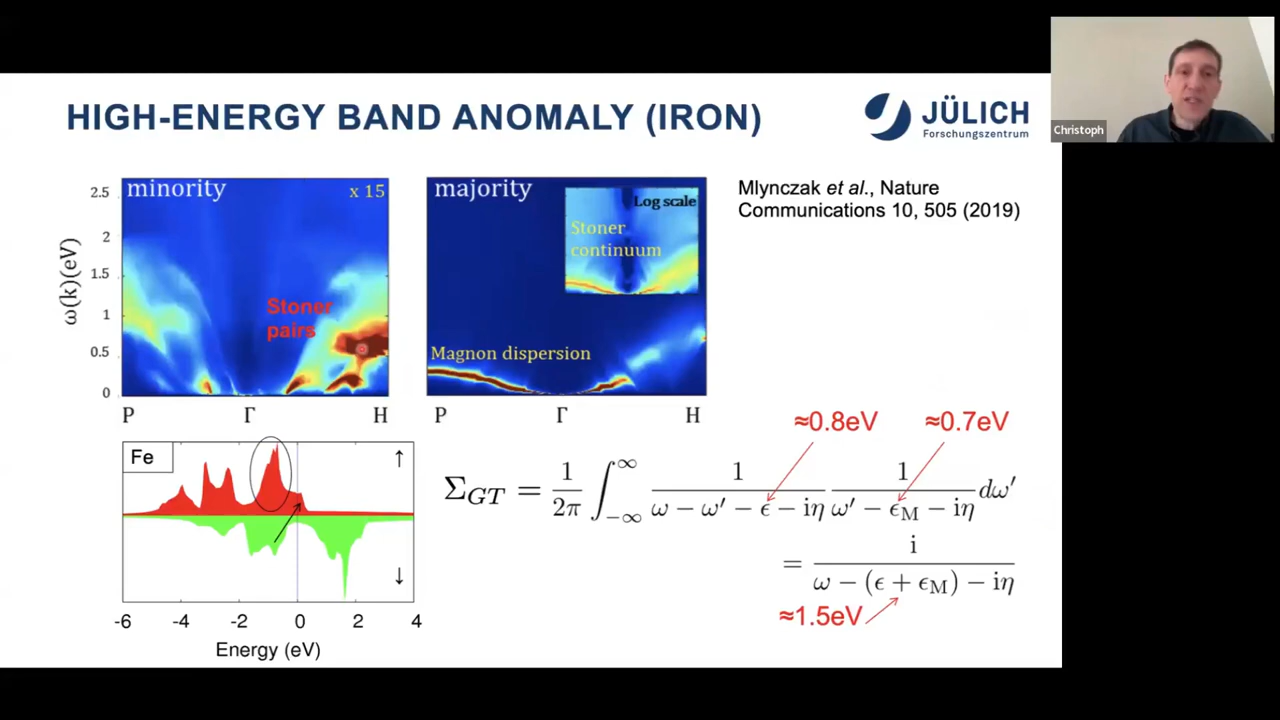 HIGH-ENERGY BAND ANOMALY (IRON)
JÜLICH
Forschungszentrum
Christoph
minority
x 15
2.5
2
1.5
1
0.5
0
ω(k)(eV)
Stoner
pairs
P
Γ
H
majority
Log scale
Stoner
continuum
Magnon dispersion
P
Γ
H
Mlynczak et al., Nature
Communications 10, 505 (2019)
≈0.8eV
≈0.7eV
Σ_GT = 1/2π ∫_{-∞}^{∞} 1/(ω − ω′ − ϵ − iη) 1/(ω′ − ϵ_M − iη) dω′
= i/(ω − (ϵ + ϵ_M) − iη)
≈1.5eV
Fe
↑
↓
-6 -4 -2 0 2 4
Energy (eV)